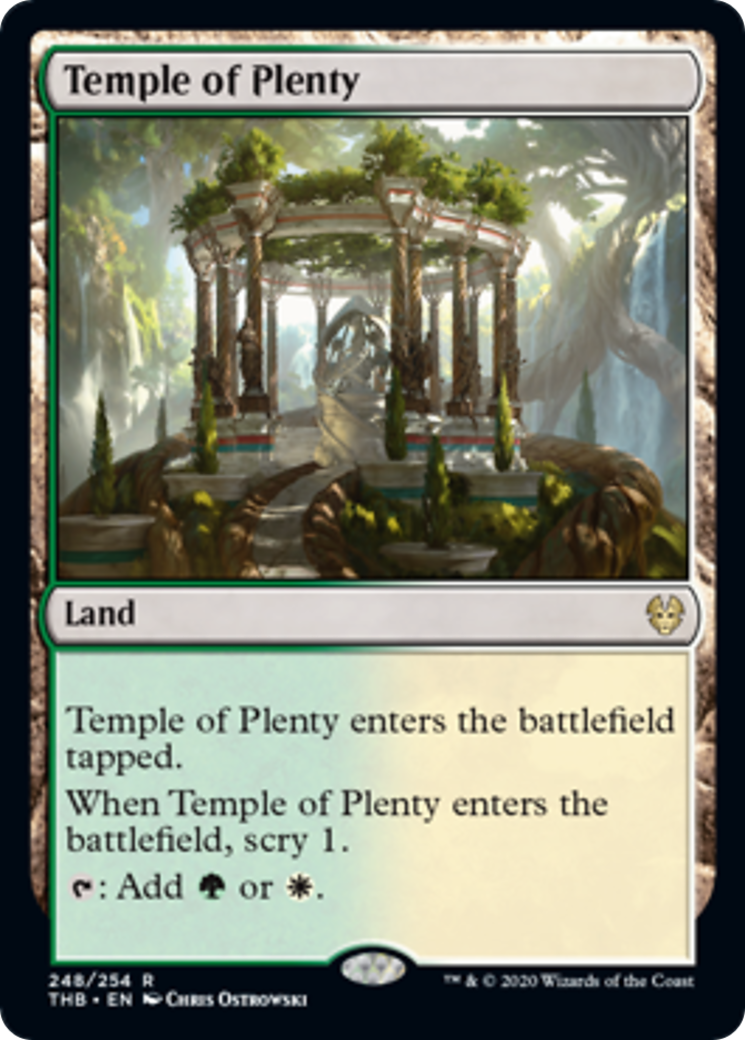 Temple of Plenty
Land
Temple of Plenty enters the battlefield
tapped.
When Temple of Plenty enters the
battlefield, scry 1.
: Add or .
248/254 R
™ & © 2020 Wizards of the Coast
THB • EN Chris Ostrowski